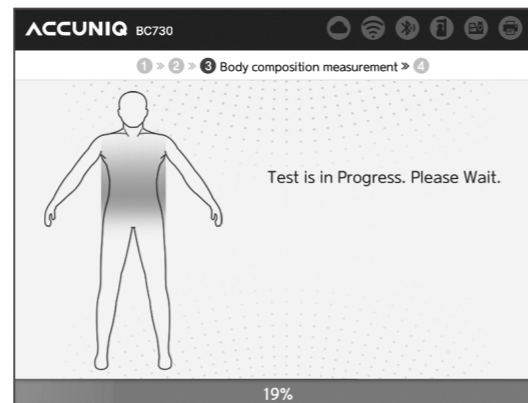 ACCUNIQ BC730
1 » 2 » 3 Body composition measurement » 4
Test is in Progress. Please Wait.
19%